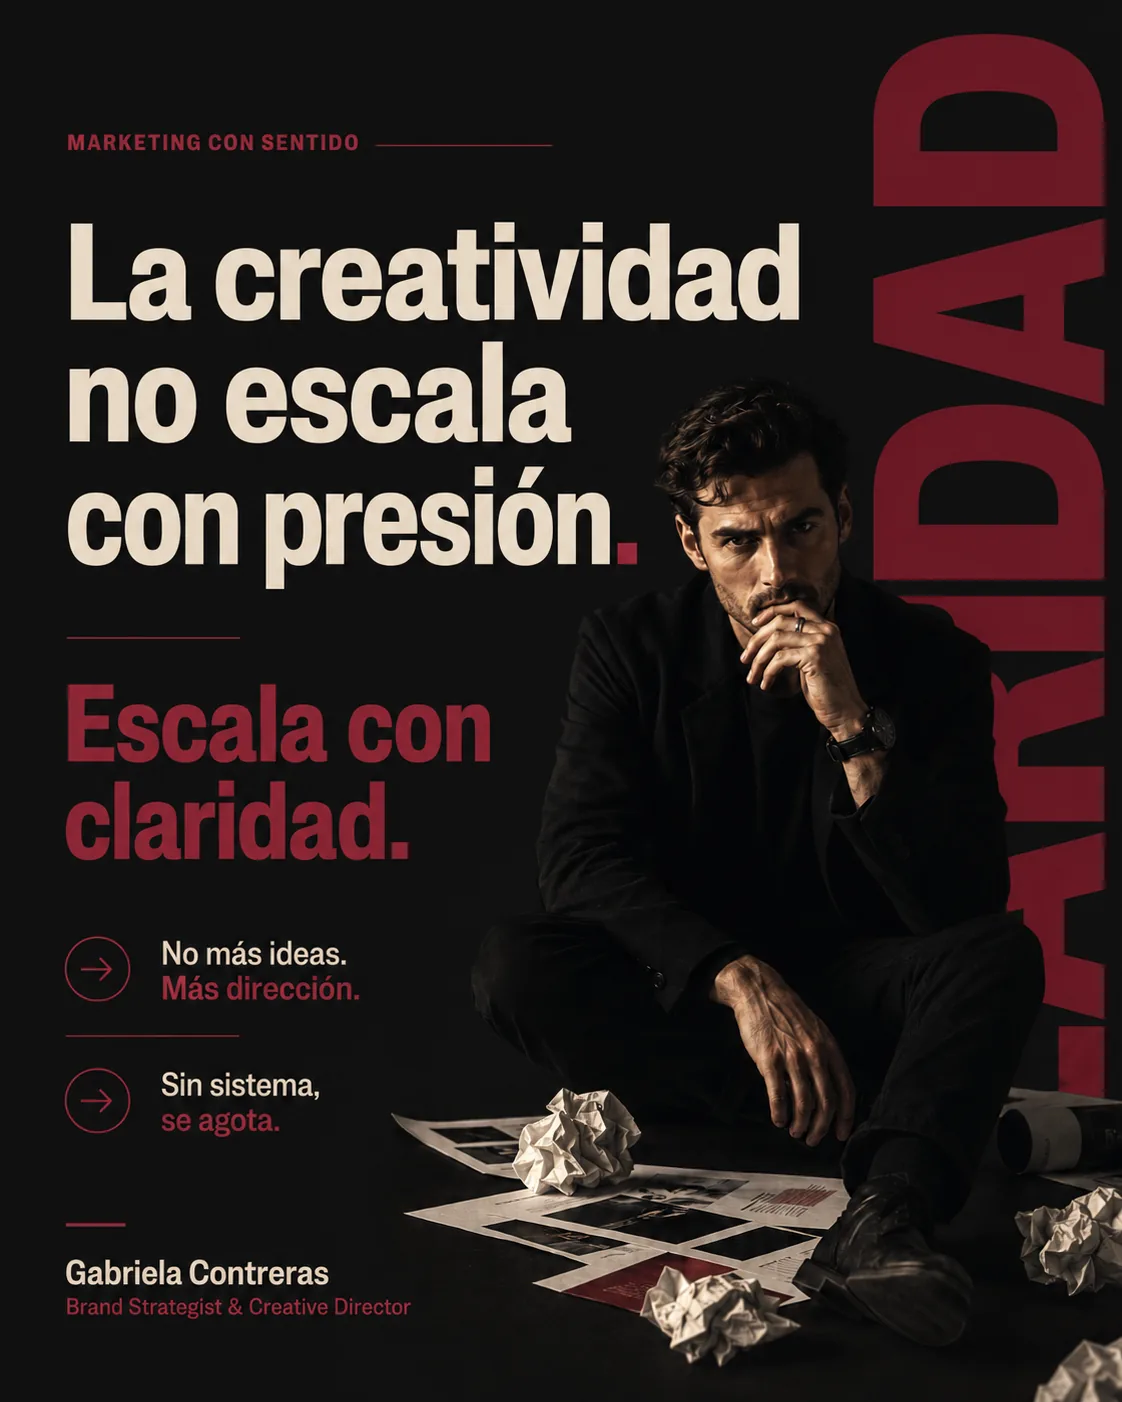 MARKETING CON SENTIDO
La creatividad
no escala
con presión.
Escala con
claridad.
No más ideas.
Más dirección.
Sin sistema,
se agota.
Gabriela Contreras
Brand Strategist & Creative Director
LARIDAD